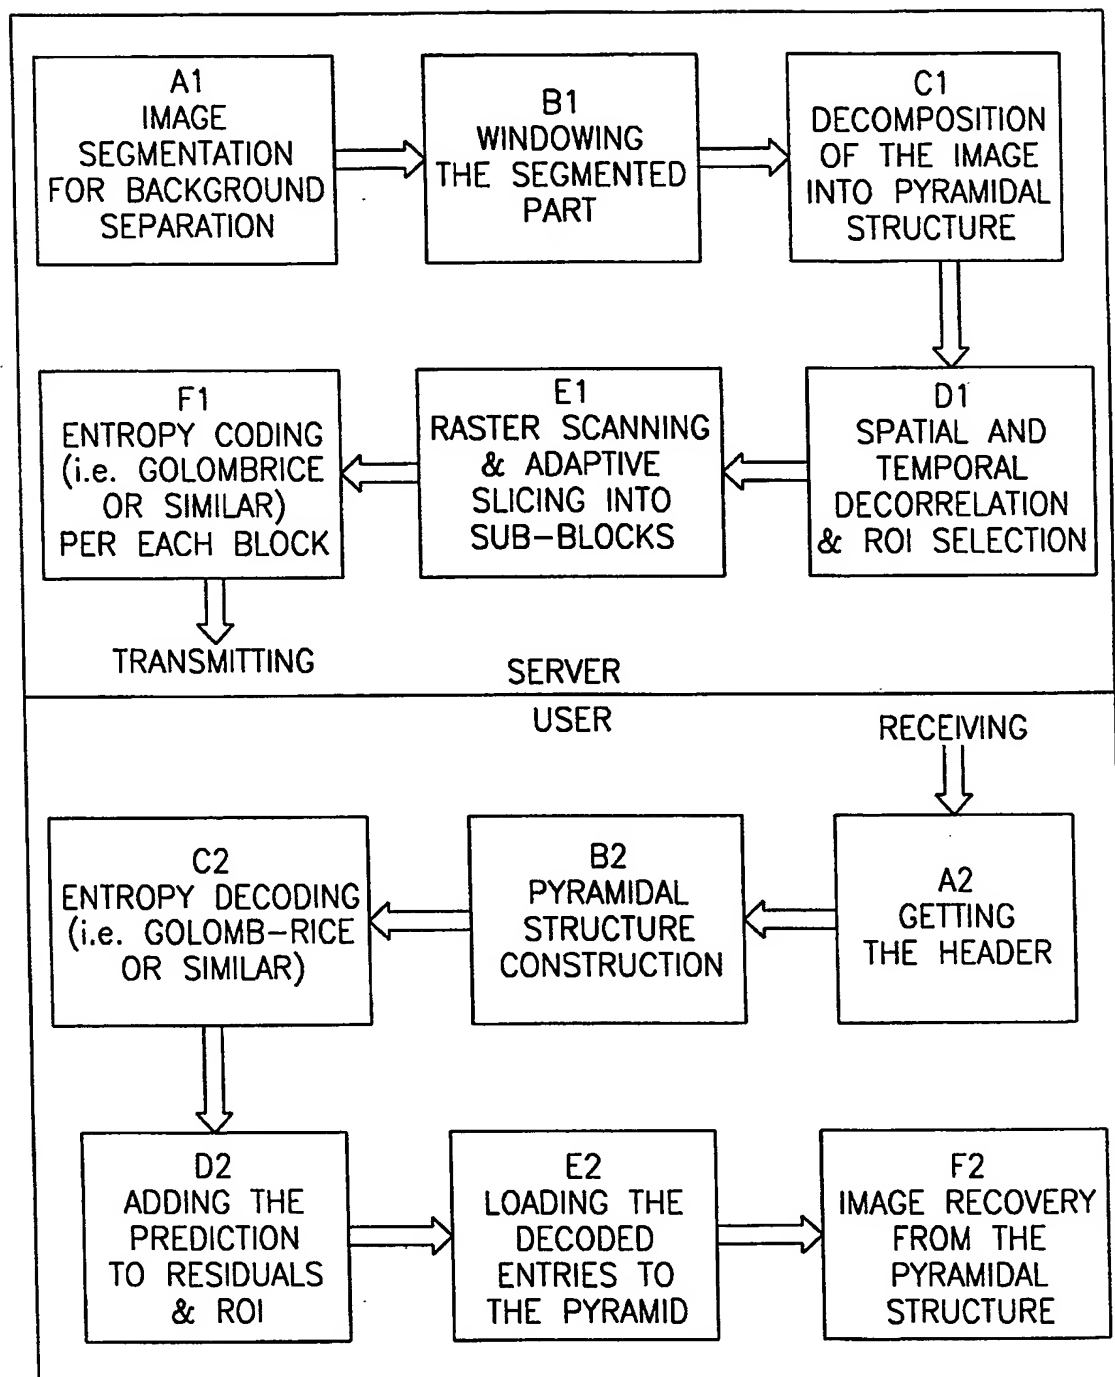 A1
IMAGE
SEGMENTATION
FOR BACKGROUND
SEPARATION
B1
WINDOWING
THE SEGMENTED
PART
C1
DECOMPOSITION
OF THE IMAGE
INTO PYRAMIDAL
STRUCTURE
D1
SPATIAL AND
TEMPORAL
DECORRELATION
& ROI SELECTION
E1
RASTER SCANNING
& ADAPTIVE
SLICING INTO
SUB-BLOCKS
F1
ENTROPY CODING
(i.e. GOLOMBRICE
OR SIMILAR)
PER EACH BLOCK
TRANSMITTING
SERVER
USER
RECEIVING
A2
GETTING
THE HEADER
B2
PYRAMIDAL
STRUCTURE
CONSTRUCTION
C2
ENTROPY DECODING
(i.e. GOLOMB-RICE
OR SIMILAR)
D2
ADDING THE
PREDICTION
TO RESIDUALS
& ROI
E2
LOADING THE
DECODED
ENTRIES TO
THE PYRAMID
F2
IMAGE RECOVERY
FROM THE
PYRAMIDAL
STRUCTURE